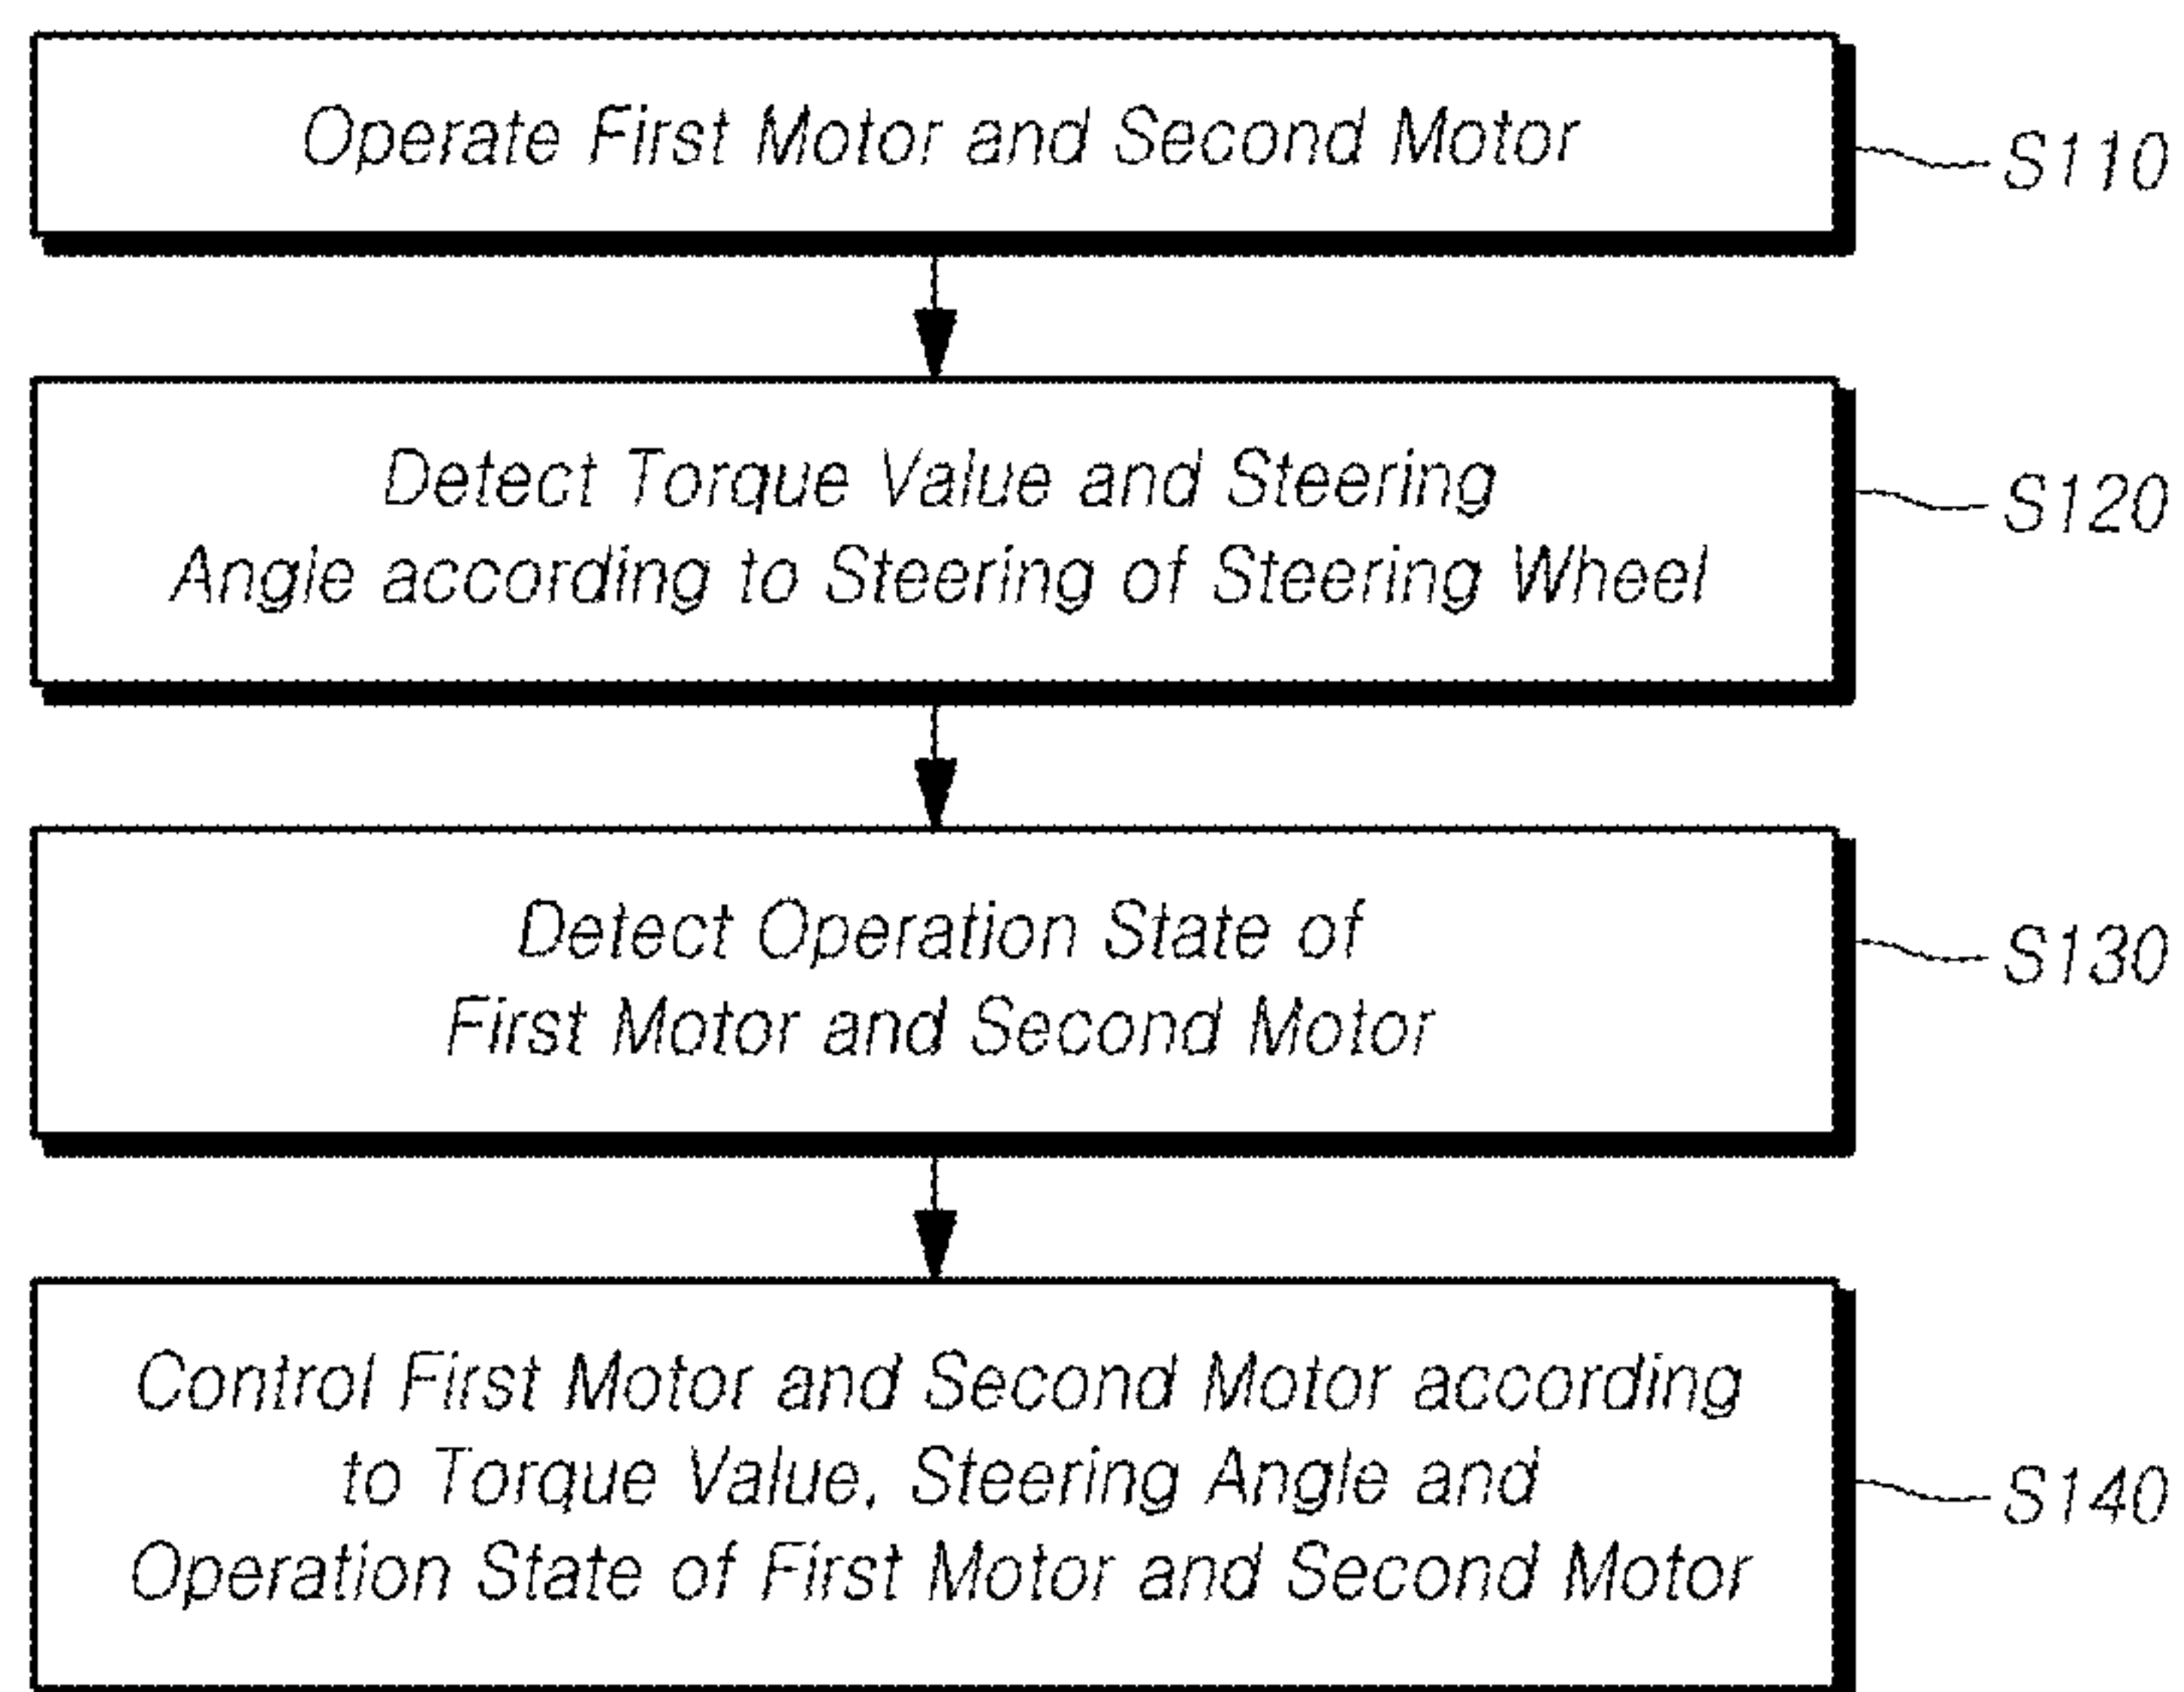 Operate First Motor and Second Motor
S110
Detect Torque Value and Steering
Angle according to Steering of Steering Wheel
S120
Detect Operation State of
First Motor and Second Motor
S130
Control First Motor and Second Motor according
to Torque Value, Steering Angle and
Operation State of First Motor and Second Motor
S140